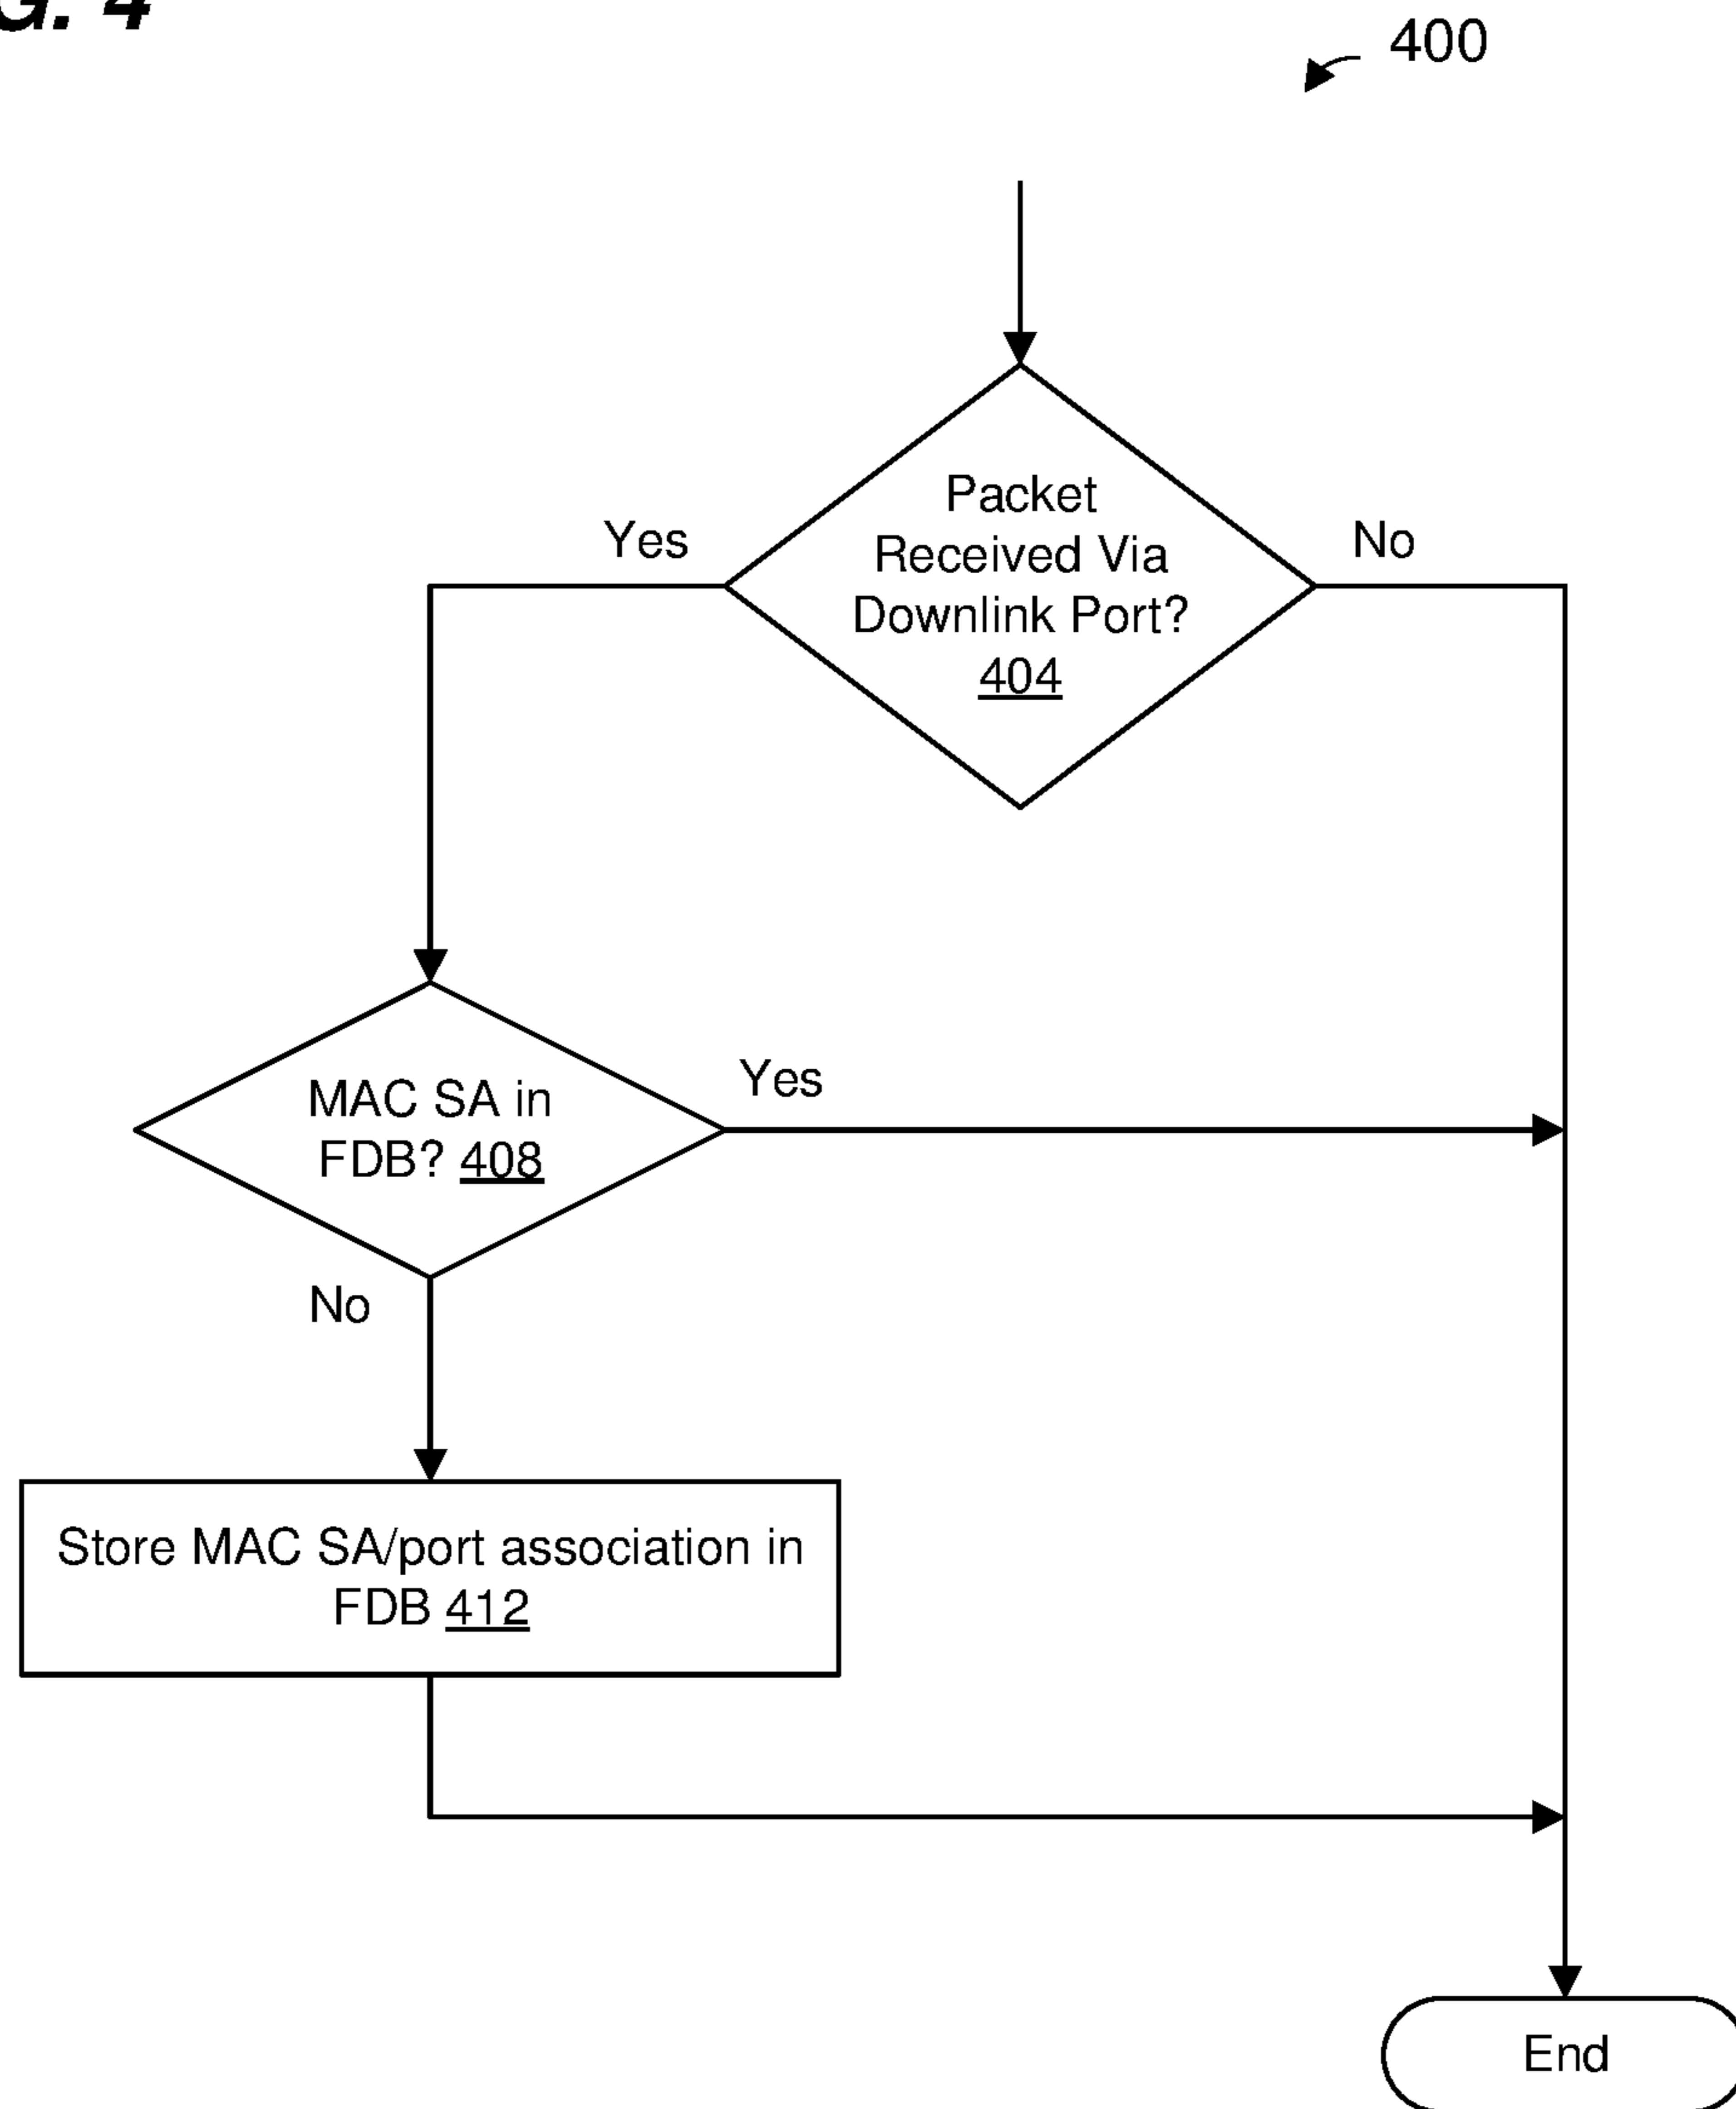 G. 4
400
Packet
Received Via
Downlink Port?
404
Yes
No
MAC SA in
FDB? 408
Yes
No
Store MAC SA/port association in
FDB 412
End